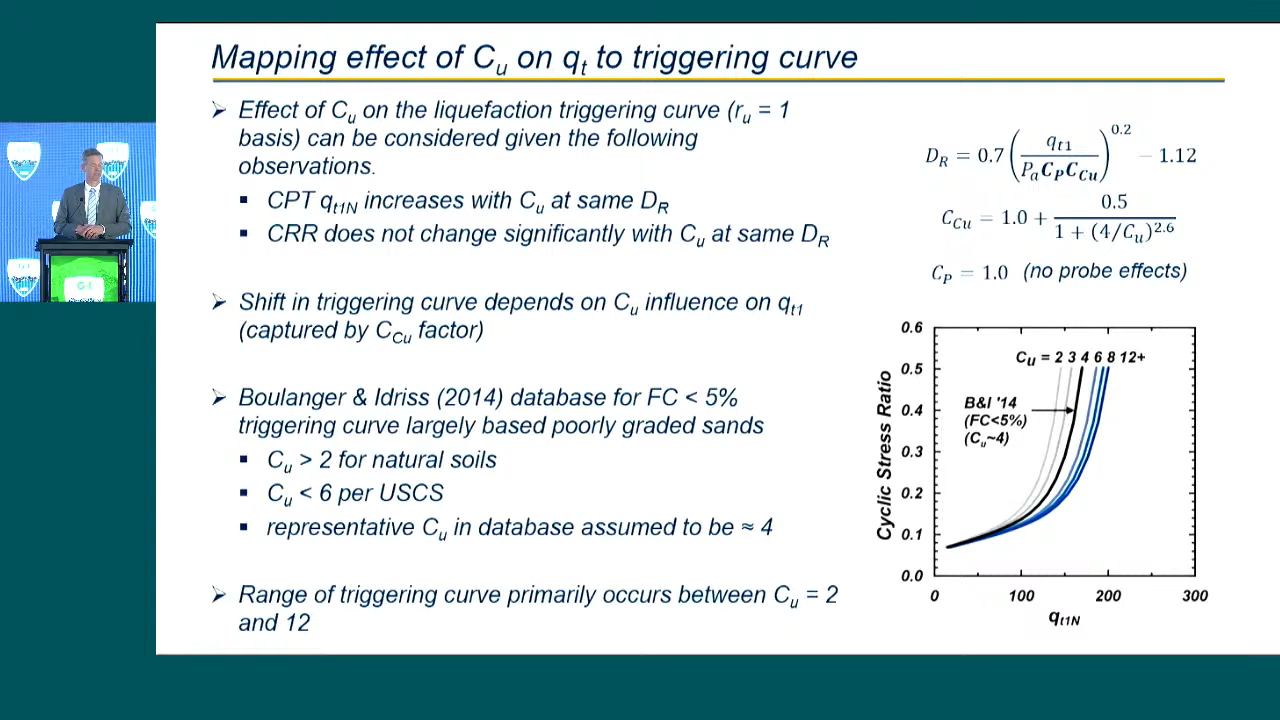 Mapping effect of Cu on qt to triggering curve
➢ Effect of Cu on the liquefaction triggering curve (ru = 1
basis) can be considered given the following
observations.
▪ CPT qt1N increases with Cu at same DR
▪ CRR does not change significantly with Cu at same DR
➢ Shift in triggering curve depends on Cu influence on qt1
(captured by CCu factor)
➢ Boulanger & Idriss (2014) database for FC < 5%
triggering curve largely based poorly graded sands
▪ Cu > 2 for natural soils
▪ Cu < 6 per USCS
▪ representative Cu in database assumed to be ≈ 4
➢ Range of triggering curve primarily occurs between Cu = 2
and 12
DR = 0.7 (qt1 / PaCPCCu)^0.2 − 1.12
CCu = 1.0 + 0.5 / 1 + (4/Cu)^2.6
CP = 1.0 (no probe effects)
0.6
0.5
0.4
0.3
0.2
0.1
0.0
Cyclic Stress Ratio
Cu = 2 3 4 6 8 12+
B&I '14
(FC<5%)
(Cu~4)
0 100 200 300
qt1N
G-I